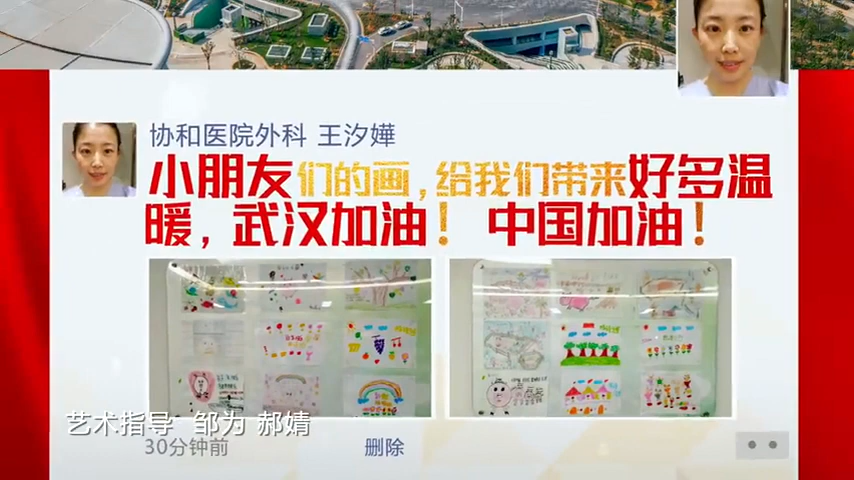 协和医院外科 王汐嬅
小朋友们的画，给我们带来好多温
暖，武汉加油！ 中国加油！
艺术指导 邹为 郝婧
30分钟前 删除